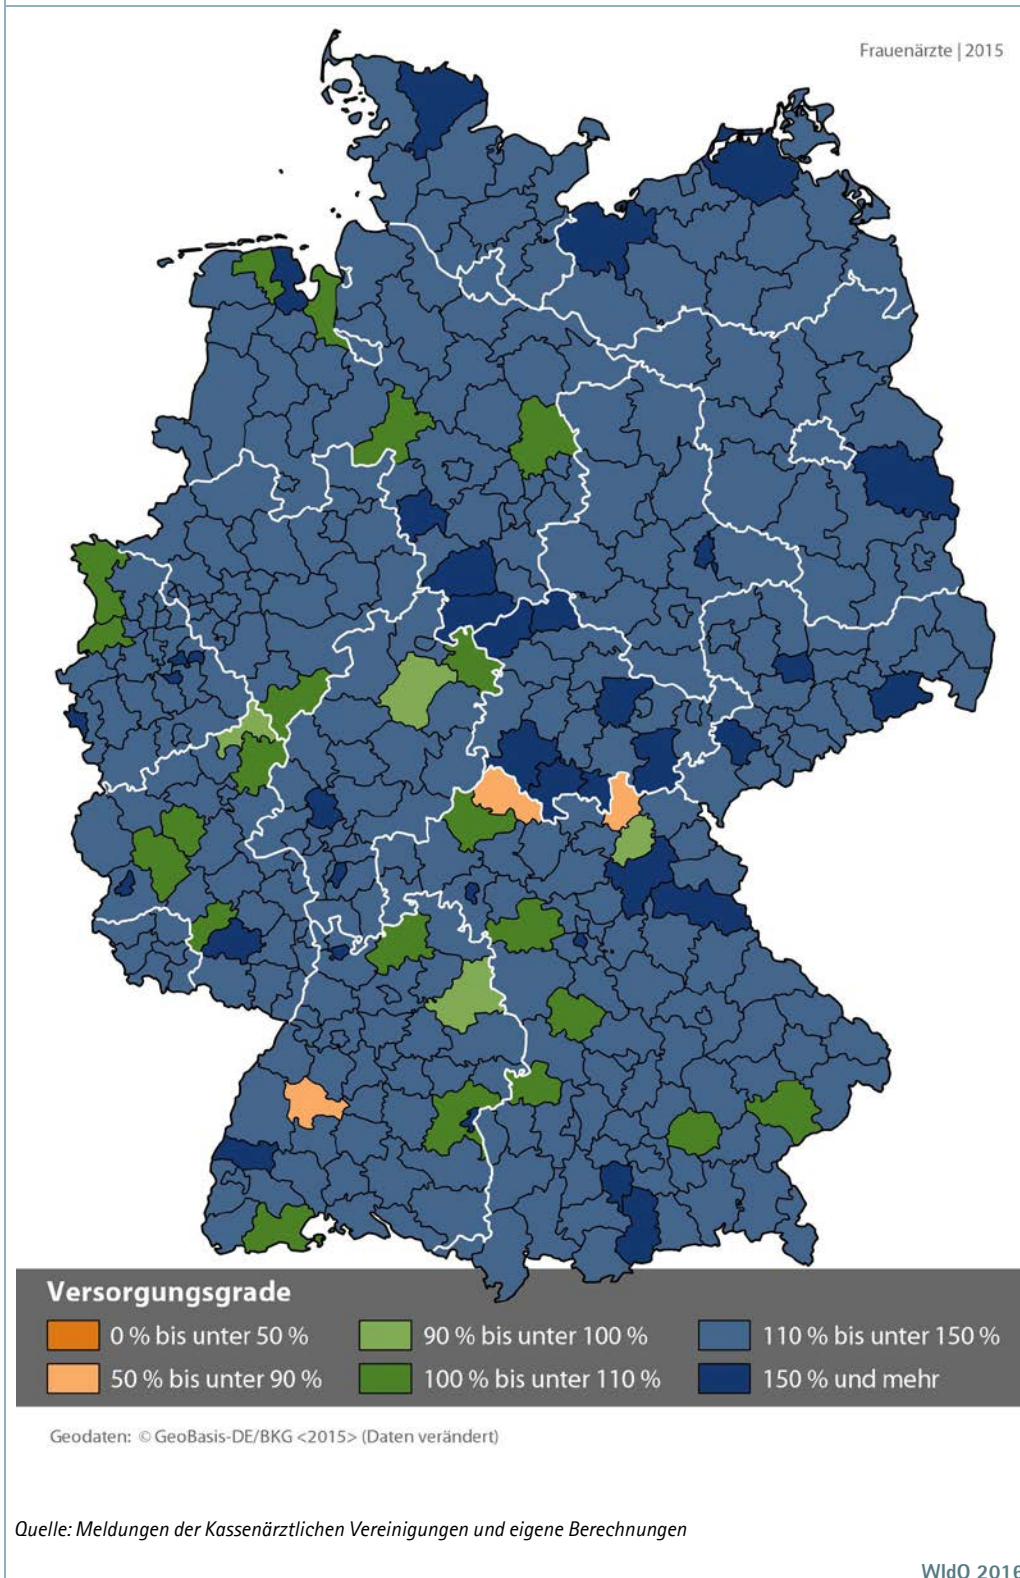 Frauenärzte | 2015
Versorgungsgrade
0 % bis unter 50 %
90 % bis unter 100 %
110 % bis unter 150 %
50 % bis unter 90 %
100 % bis unter 110 %
150 % und mehr
Geodaten: © GeoBasis-DE/BKG <2015> (Daten verändert)
Quelle: Meldungen der Kassenärztlichen Vereinigungen und eigene Berechnungen
WIdO 2016